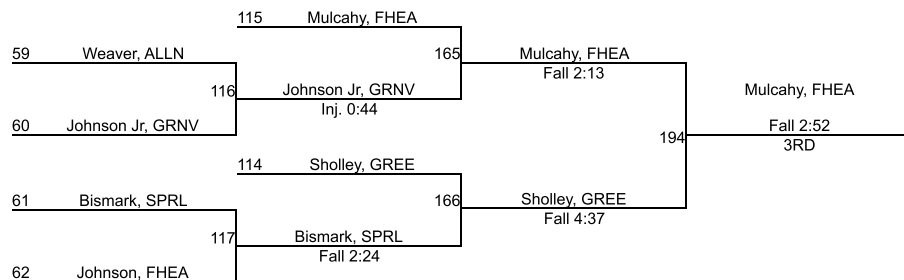 115 Mulcahy, FHEA
59 Weaver, ALLN
165 Mulcahy, FHEA
Fall 2:13
116 Johnson Jr, GRNV
Inj. 0:44
Mulcahy, FHEA
60 Johnson Jr, GRNV
Fall 2:52
194
3RD
114 Sholley, GREE
61 Bismark, SPRL
166 Sholley, GREE
Fall 4:37
117 Bismark, SPRL
Fall 2:24
62 Johnson, FHEA